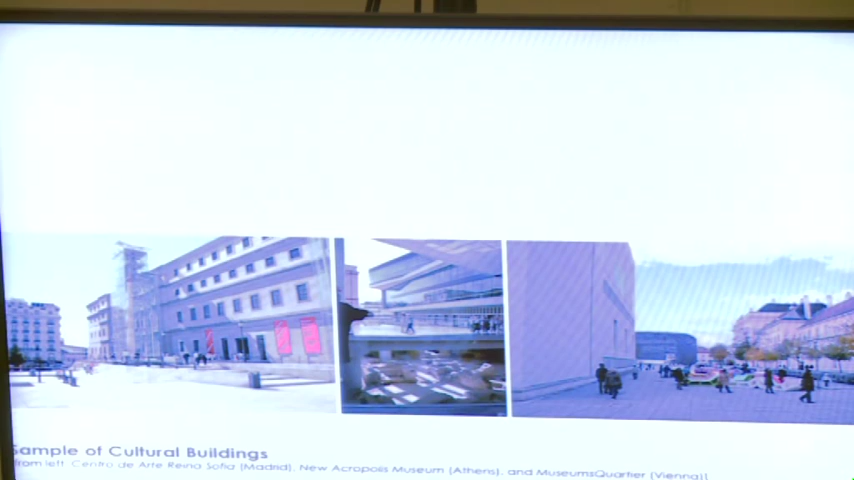 Sample of Cultural Buildings
from left: Centro de Arte Reina Sofia (Madrid), New Acropolis Museum (Athens), and MuseumsQuartier (Vienna)]